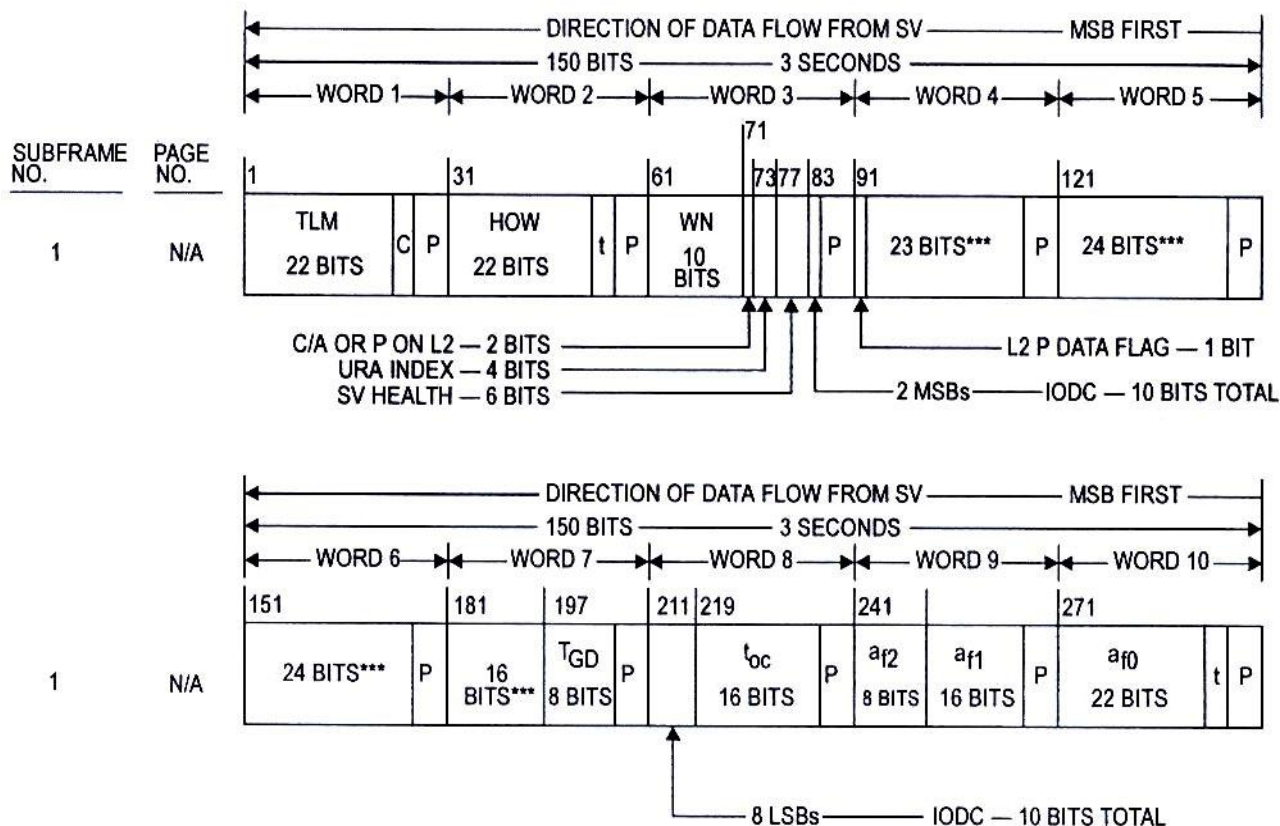 DIRECTION OF DATA FLOW FROM SV MSB FIRST
150 BITS 3 SECONDS
WORD 1 WORD 2 WORD 3 WORD 4 WORD 5
SUBFRAME NO. PAGE NO.
1 31 61 71 73 77 83 91 121
1 N/A
TLM 22 BITS C P
HOW 22 BITS t P
WN 10 BITS P
23 BITS*** P
24 BITS*** P
C/A OR P ON L2 — 2 BITS
URA INDEX — 4 BITS
SV HEALTH — 6 BITS
L2 P DATA FLAG — 1 BIT
2 MSBs IODC — 10 BITS TOTAL
DIRECTION OF DATA FLOW FROM SV MSB FIRST
150 BITS 3 SECONDS
WORD 6 WORD 7 WORD 8 WORD 9 WORD 10
151 181 197 211 219 241 271
1 N/A
24 BITS*** P
16 BITS***
TGD 8 BITS P
toc 16 BITS P
af2 8 BITS
af1 16 BITS P
af0 22 BITS t P
8 LSBs IODC — 10 BITS TOTAL